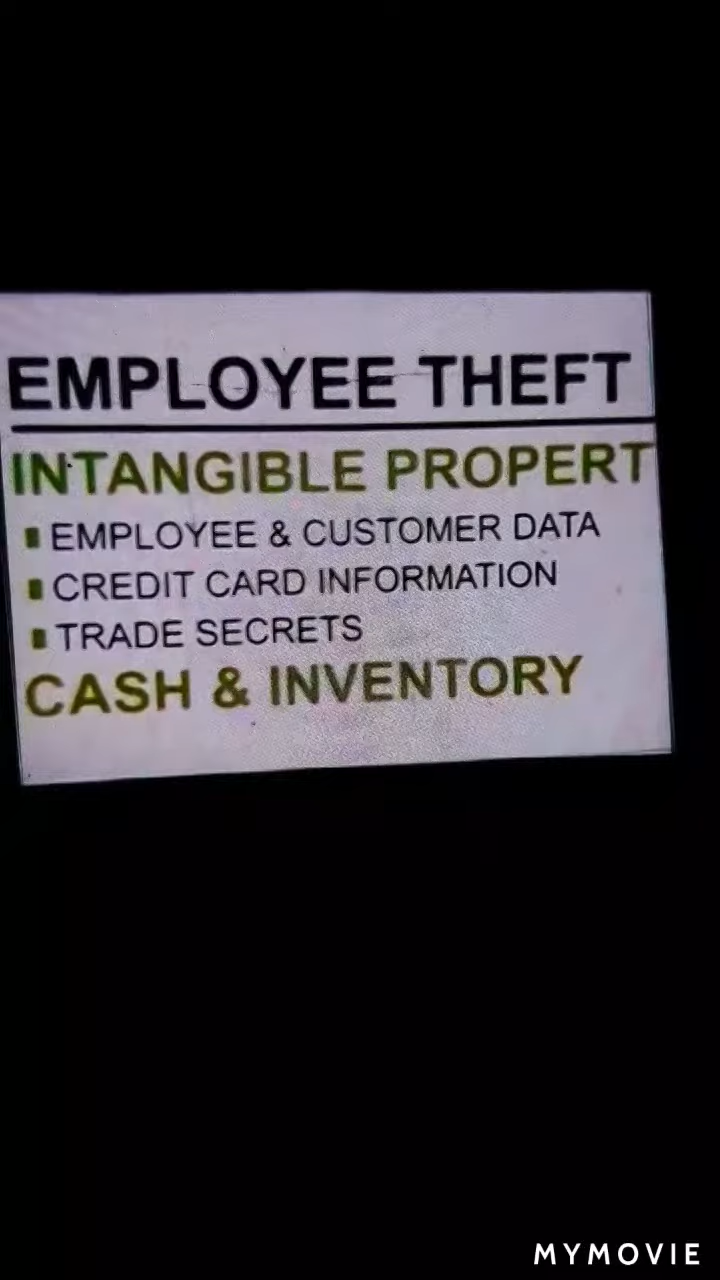 EMPLOYEE THEFT
INTANGIBLE PROPERT
EMPLOYEE & CUSTOMER DATA
CREDIT CARD INFORMATION
TRADE SECRETS
CASH & INVENTORY
MYMOVIE